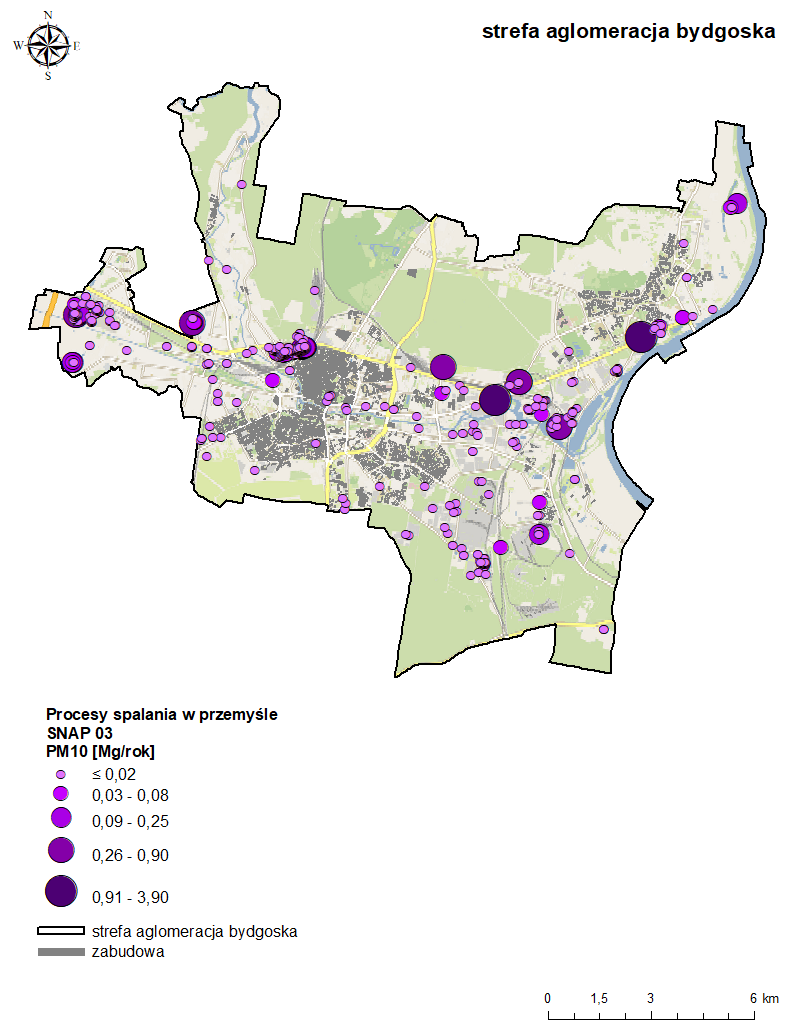 N
W E
S
strefa aglomeracja bydgoska
Procesy spalania w przemyśle
SNAP 03
PM10 [Mg/rok]
≤ 0,02
0,03 - 0,08
0,09 - 0,25
0,26 - 0,90
0,91 - 3,90
strefa aglomeracja bydgoska
zabudowa
0 1,5 3 6 km